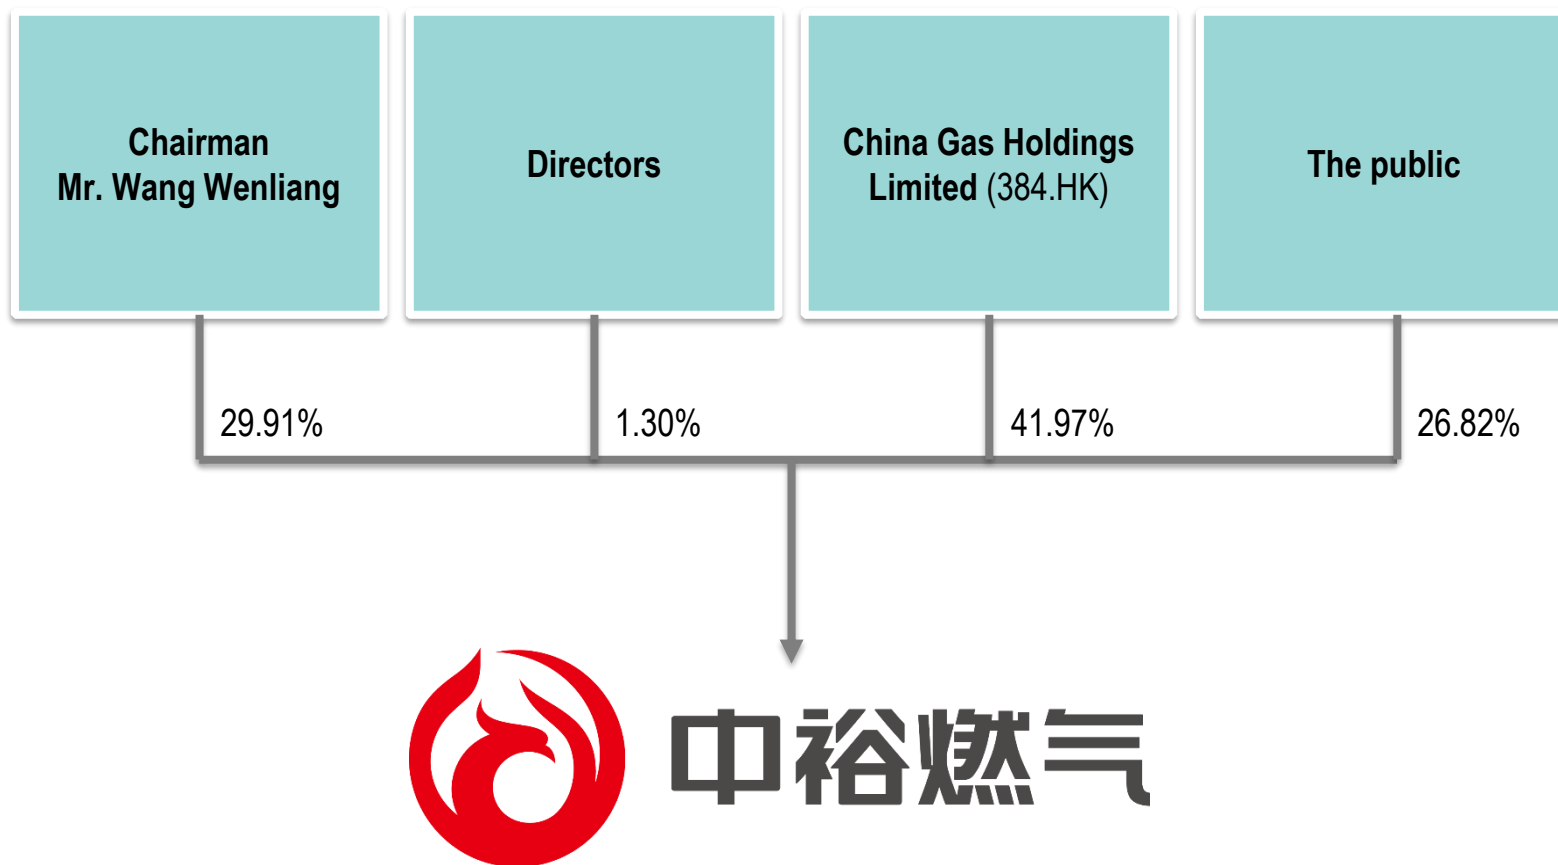 Chairman
Mr. Wang Wenliang
Directors
China Gas Holdings
Limited (384.HK)
The public
29.91%
1.30%
41.97%
26.82%
中裕燃气